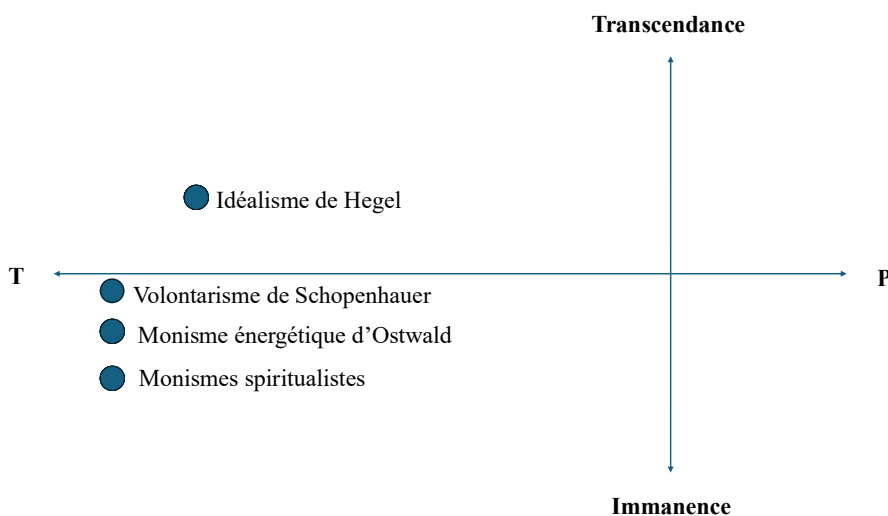 Transcendance
Idéalisme de Hegel
T
P
Volontarisme de Schopenhauer
Monisme énergétique d’Ostwald
Monismes spiritualistes
Immanence